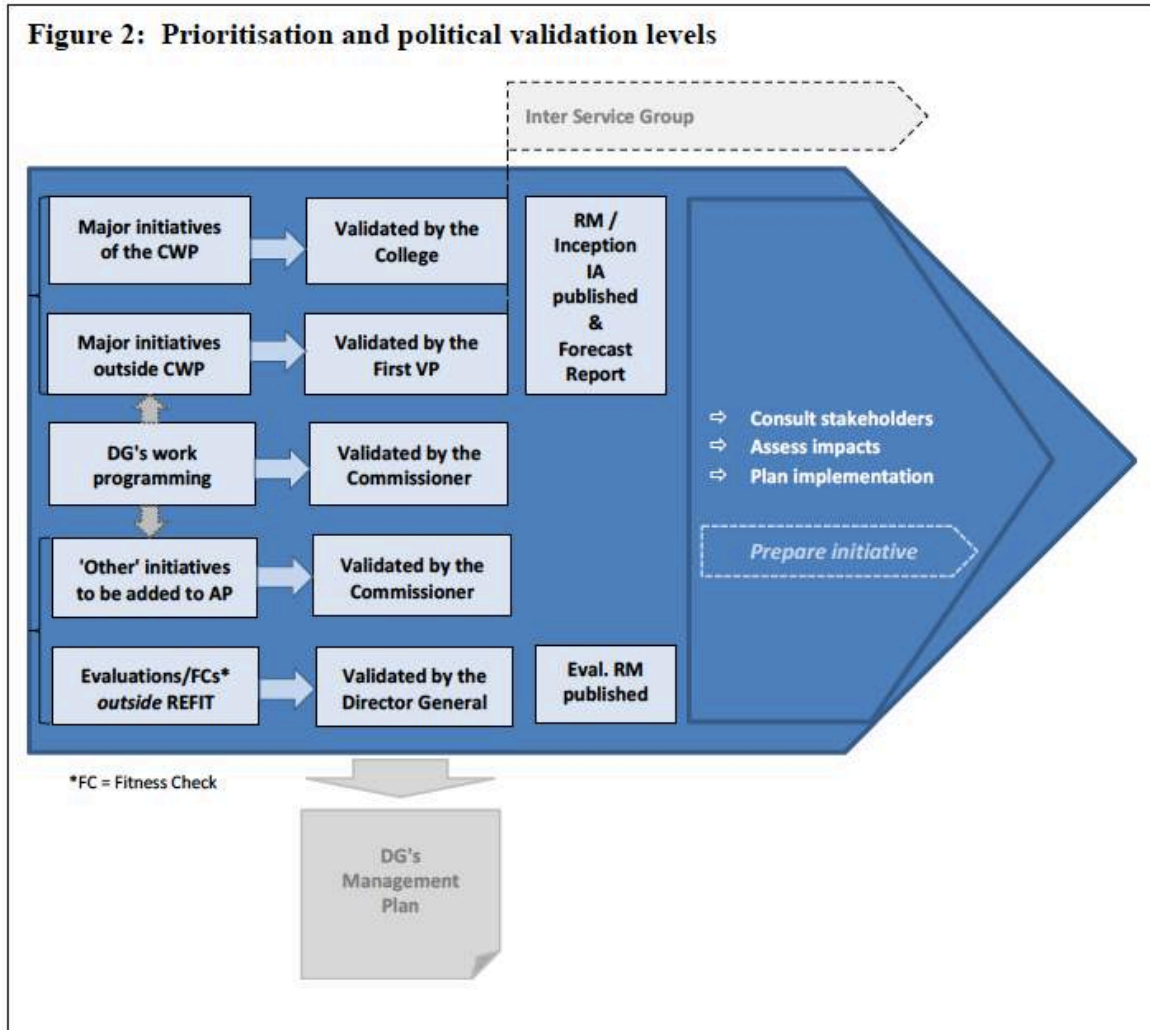 Figure 2: Prioritisation and political validation levels
Inter Service Group
Major initiatives
of the CWP
Validated by the
College
RM /
Inception
IA
published
&
Forecast
Report
Major initiatives
outside CWP
Validated by the
First VP
DG's work
programming
Validated by the
Commissioner
⇨ Consult stakeholders
⇨ Assess impacts
⇨ Plan implementation
Prepare initiative
'Other' initiatives
to be added to AP
Validated by the
Commissioner
Evaluations/FCs*
outside REFIT
Validated by the
Director General
Eval. RM
published
*FC = Fitness Check
DG's
Management
Plan